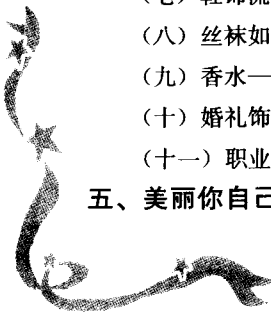 （八）丝袜如
（九）香水—
（十）婚礼饰
（十一）职业
五、美丽你自己